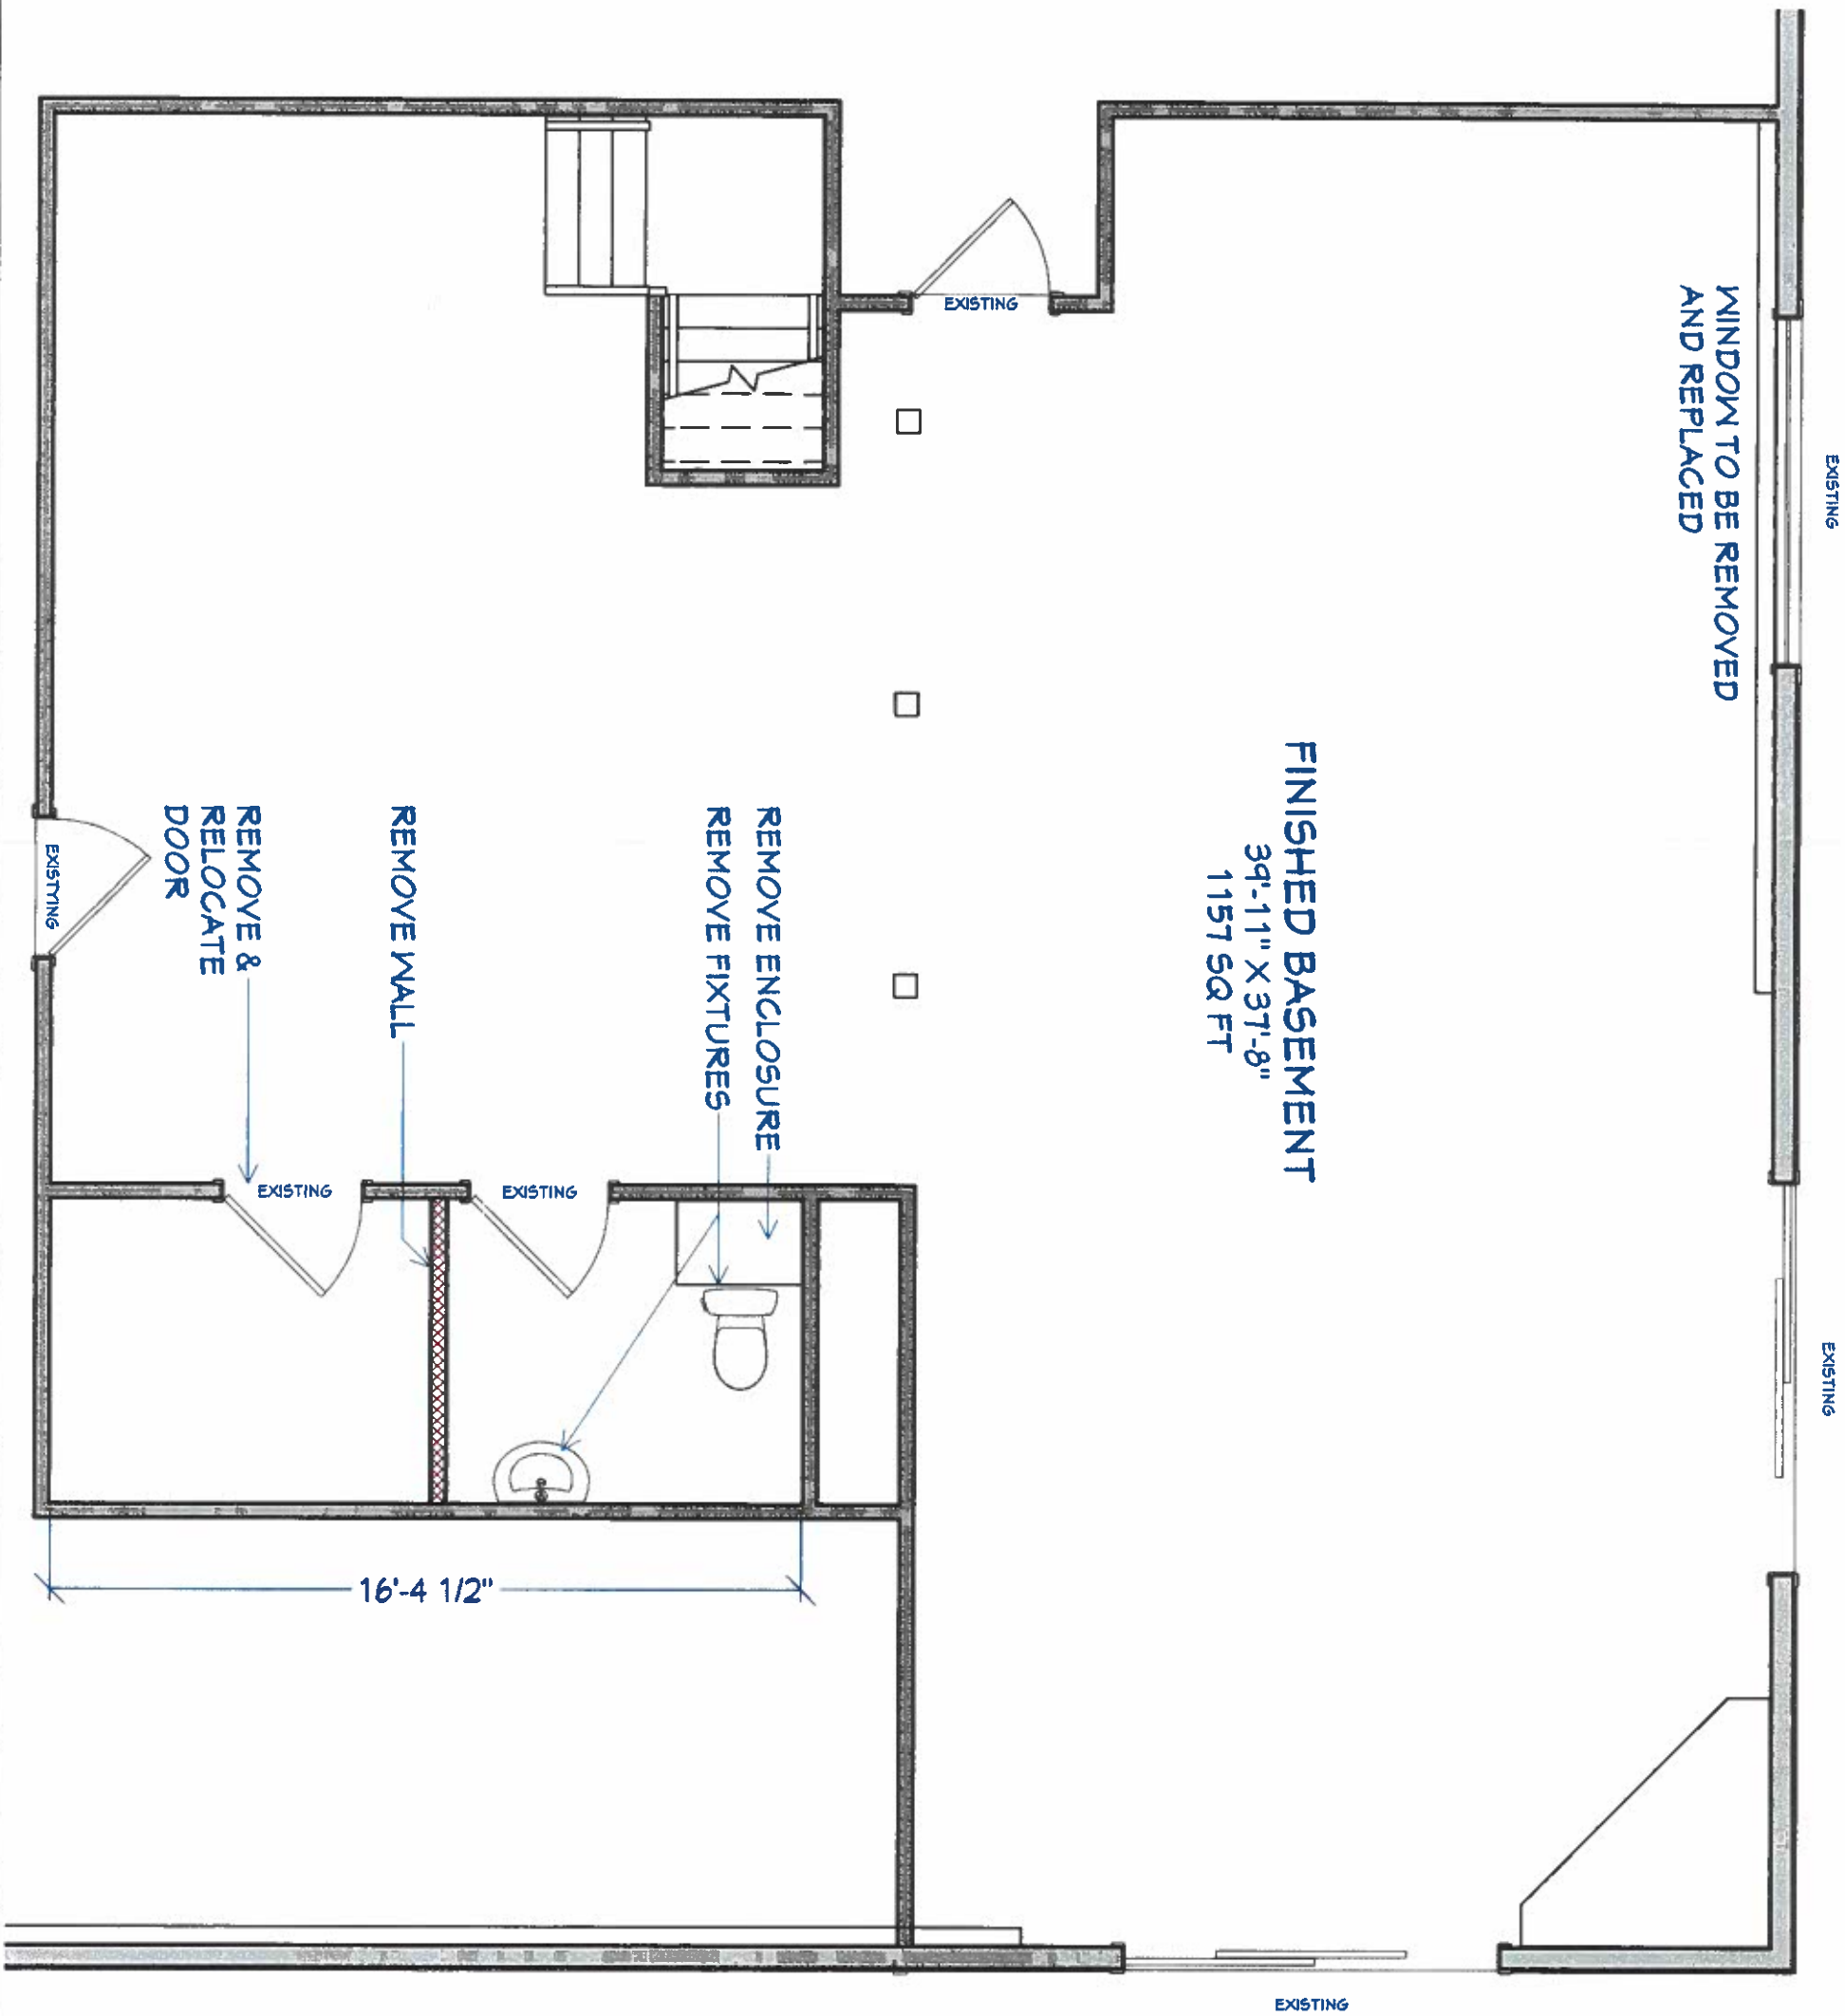 EXISTING
WINDOW TO BE REMOVED
AND REPLACED
EXISTING
FINISHED BASEMENT
39'-11" X 37'-8"
1157 SQ FT
EXISTING
REMOVE ENCLOSURE
REMOVE FIXTURES
REMOVE WALL
REMOVE &
RELOCATE
DOOR
EXISTYING
EXISTING
EXISTING
16'-4 1/2"
EXISTING